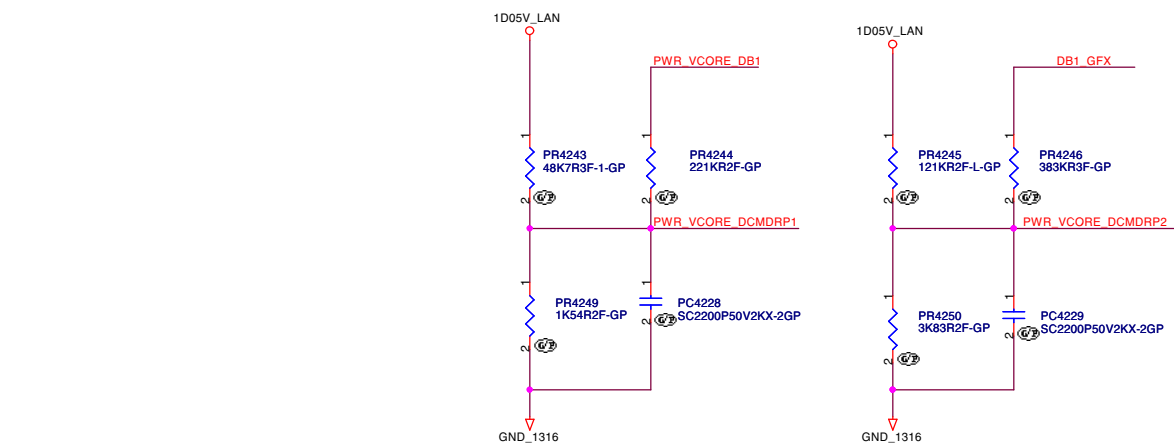 1D05V_LAN
PWR_VCORE_DB1
1
1
PR4243
48K7R3F-1-GP
PR4244
221KR2F-GP
2
G/P
2
G/P
PWR_VCORE_DCMDRP1
1
1
PR4249
1K54R2F-GP
PC4228
SC2200P50V2KX-2GP
2
G/P
2
G/P
GND_1316
1D05V_LAN
DB1_GFX
1
1
PR4245
121KR2F-L-GP
PR4246
383KR3F-GP
2
G/P
2
G/P
PWR_VCORE_DCMDRP2
1
1
PR4250
3K83R2F-GP
PC4229
SC2200P50V2KX-2GP
2
G/P
2
G/P
GND_1316